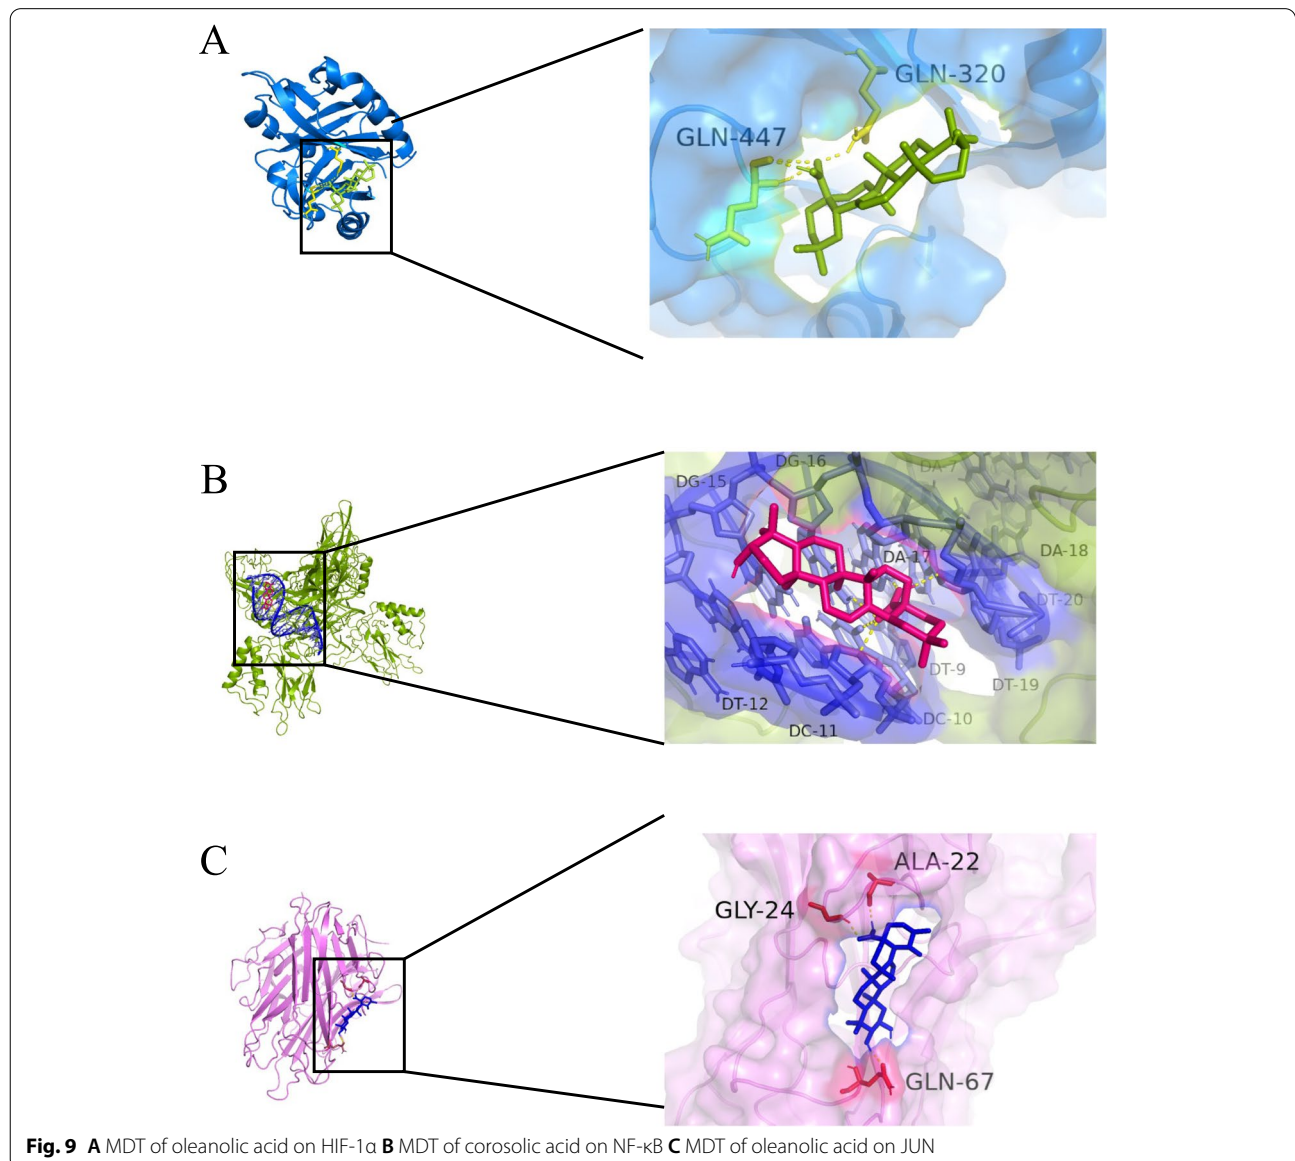 A
GLN-320
GLN-447
B
DG-16
DG-15
DA-7
DA-17
DA-18
DT-20
DT-9
DT-19
DT-12
DC-10
DC-11
C
ALA-22
GLY-24
GLN-67
Fig. 9 A MDT of oleanolic acid on HIF-1α B MDT of corosolic acid on NF-κB C MDT of oleanolic acid on JUN